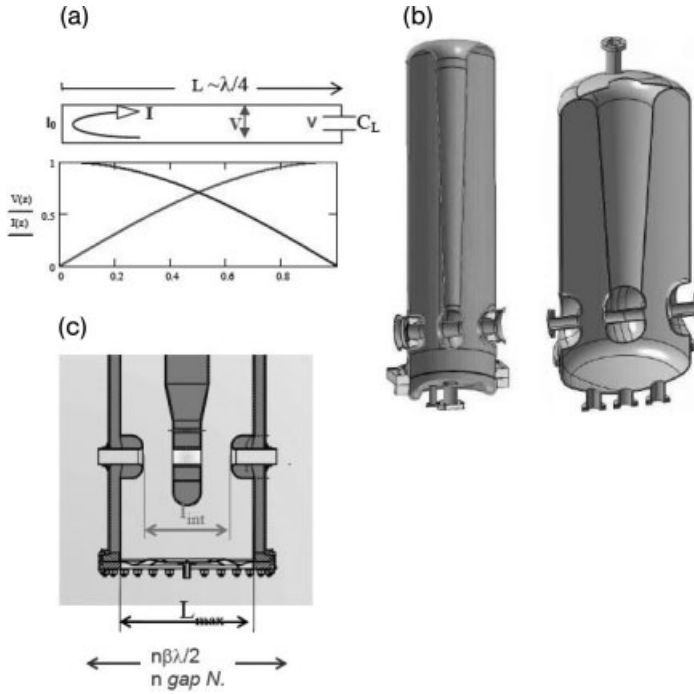 (a)
L ~λ/4
I₀
I
V
V
C_L
V(z)
I(z)
1
0.5
0
0
0.2
0.4
0.6
0.8
(b)
(c)
l_int
L_max
nβλ/2
n gap N.